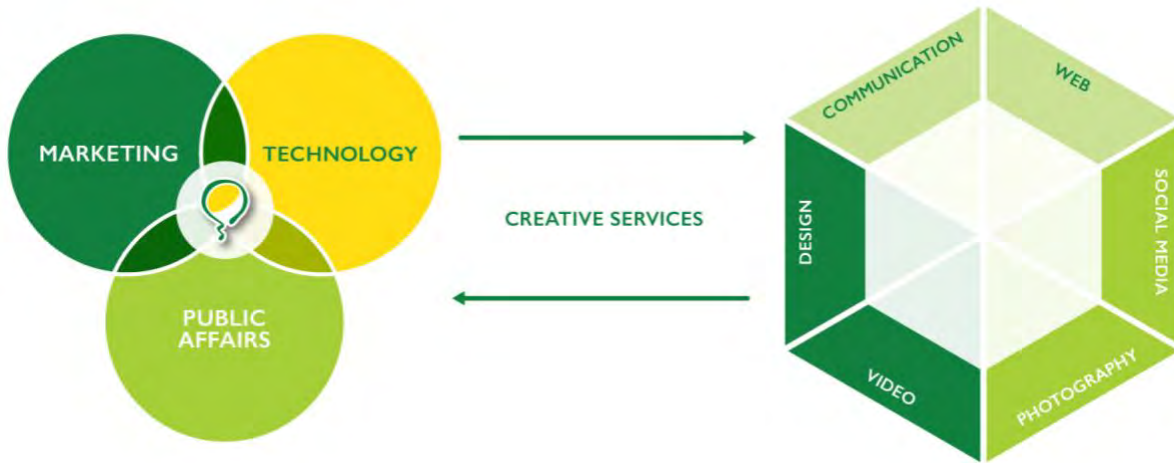 MARKETING
TECHNOLOGY
PUBLIC
AFFAIRS
CREATIVE SERVICES
COMMUNICATION
WEB
SOCIAL MEDIA
PHOTOGRAPHY
VIDEO
DESIGN